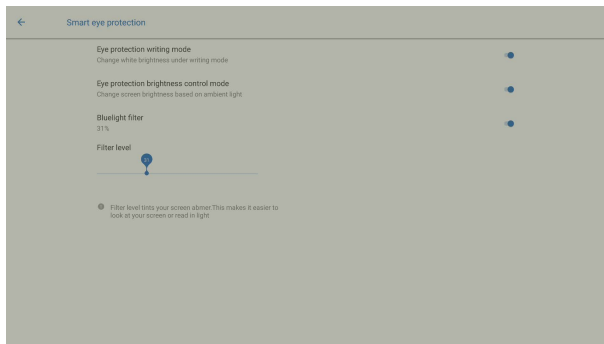 Smart eye protection
Eye protection writing mode
Change white brightness under writing mode
Eye protection brightness control mode
Change screen brightness based on ambient light
Bluelight filter
31%
Filter level
31
Filter level tints your screen abmer,This makes it easier to
look at your screen or read in light